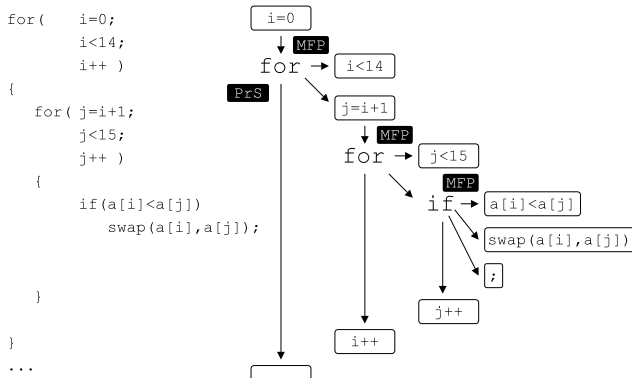 for( i=0;
i<14;
i++ )
{
for( j=i+1;
j<15;
j++ )
{
if(a[i]<a[j])
swap(a[i],a[j]);
}
}
...
i=0
MFP
for
i<14
PrS
j=i+1
MFP
for
j<15
MFP
if
a[i]<a[j]
swap(a[i],a[j])
;
j++
i++